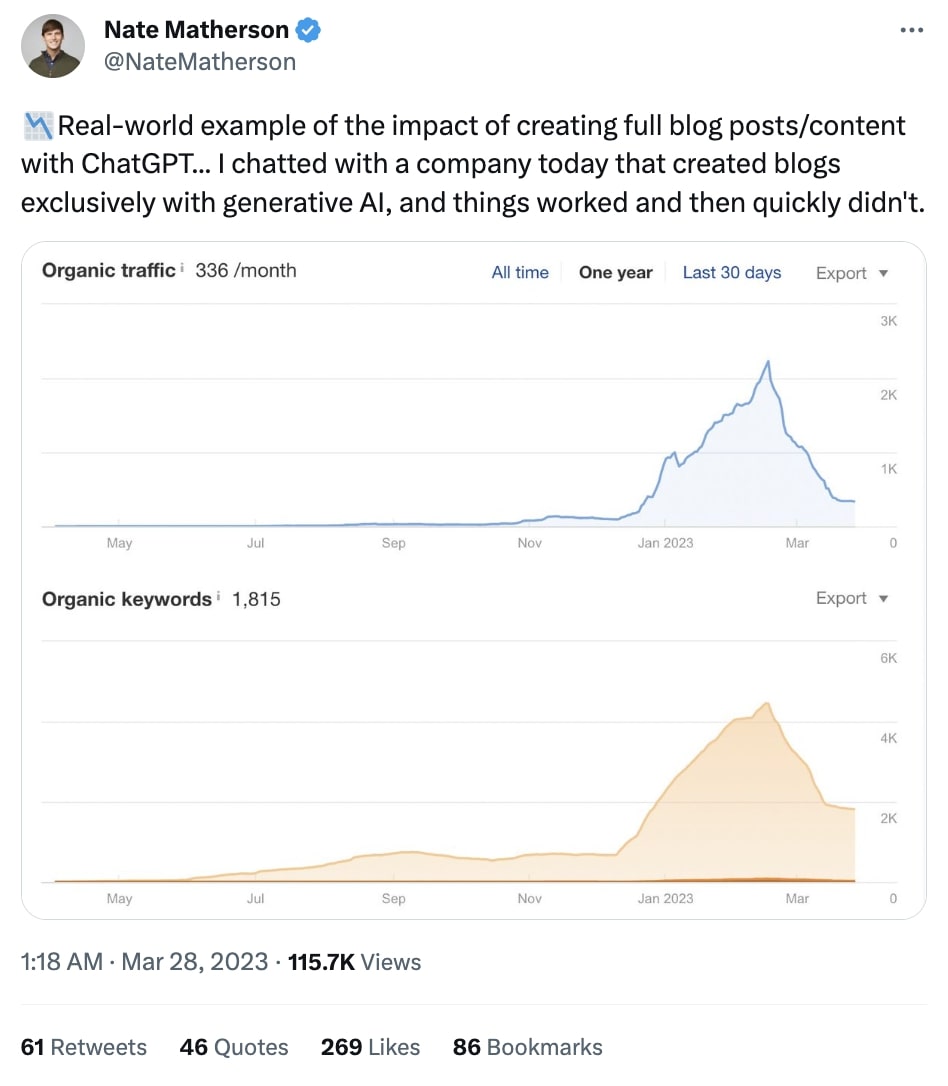 Nate Matherson
@NateMatherson
Real-world example of the impact of creating full blog posts/content
with ChatGPT... I chatted with a company today that created blogs
exclusively with generative AI, and things worked and then quickly didn't.
Organic traffic i 336 /month
All time One year Last 30 days Export
3K
2K
1K
May Jul Sep Nov Jan 2023 Mar 0
Organic keywords i 1,815
Export
6K
4K
2K
May Jul Sep Nov Jan 2023 Mar 0
1:18 AM · Mar 28, 2023 · 115.7K Views
61 Retweets 46 Quotes 269 Likes 86 Bookmarks